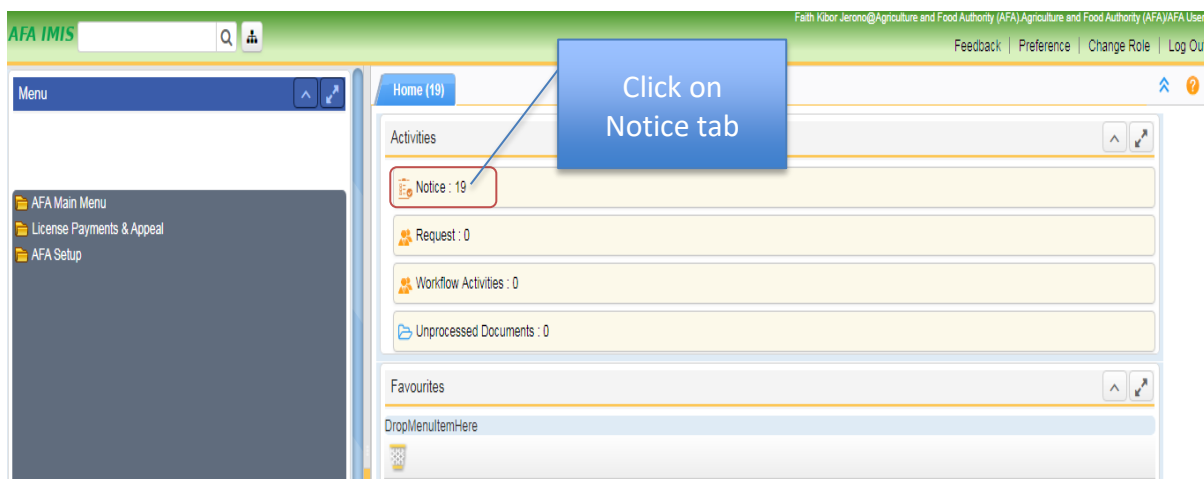 Faith Kibor Jerono@Agriculture and Food Authority (AFA).Agriculture and Food Authority (AFA)/AFA User
AFA IMIS
Feedback | Preference | Change Role | Log Ou
Menu
Home (19)
Click on
Notice tab
Activities
Notice : 19
AFA Main Menu
License Payments & Appeal
AFA Setup
Request : 0
Workflow Activities : 0
Unprocessed Documents : 0
Favourites
DropMenuItemHere